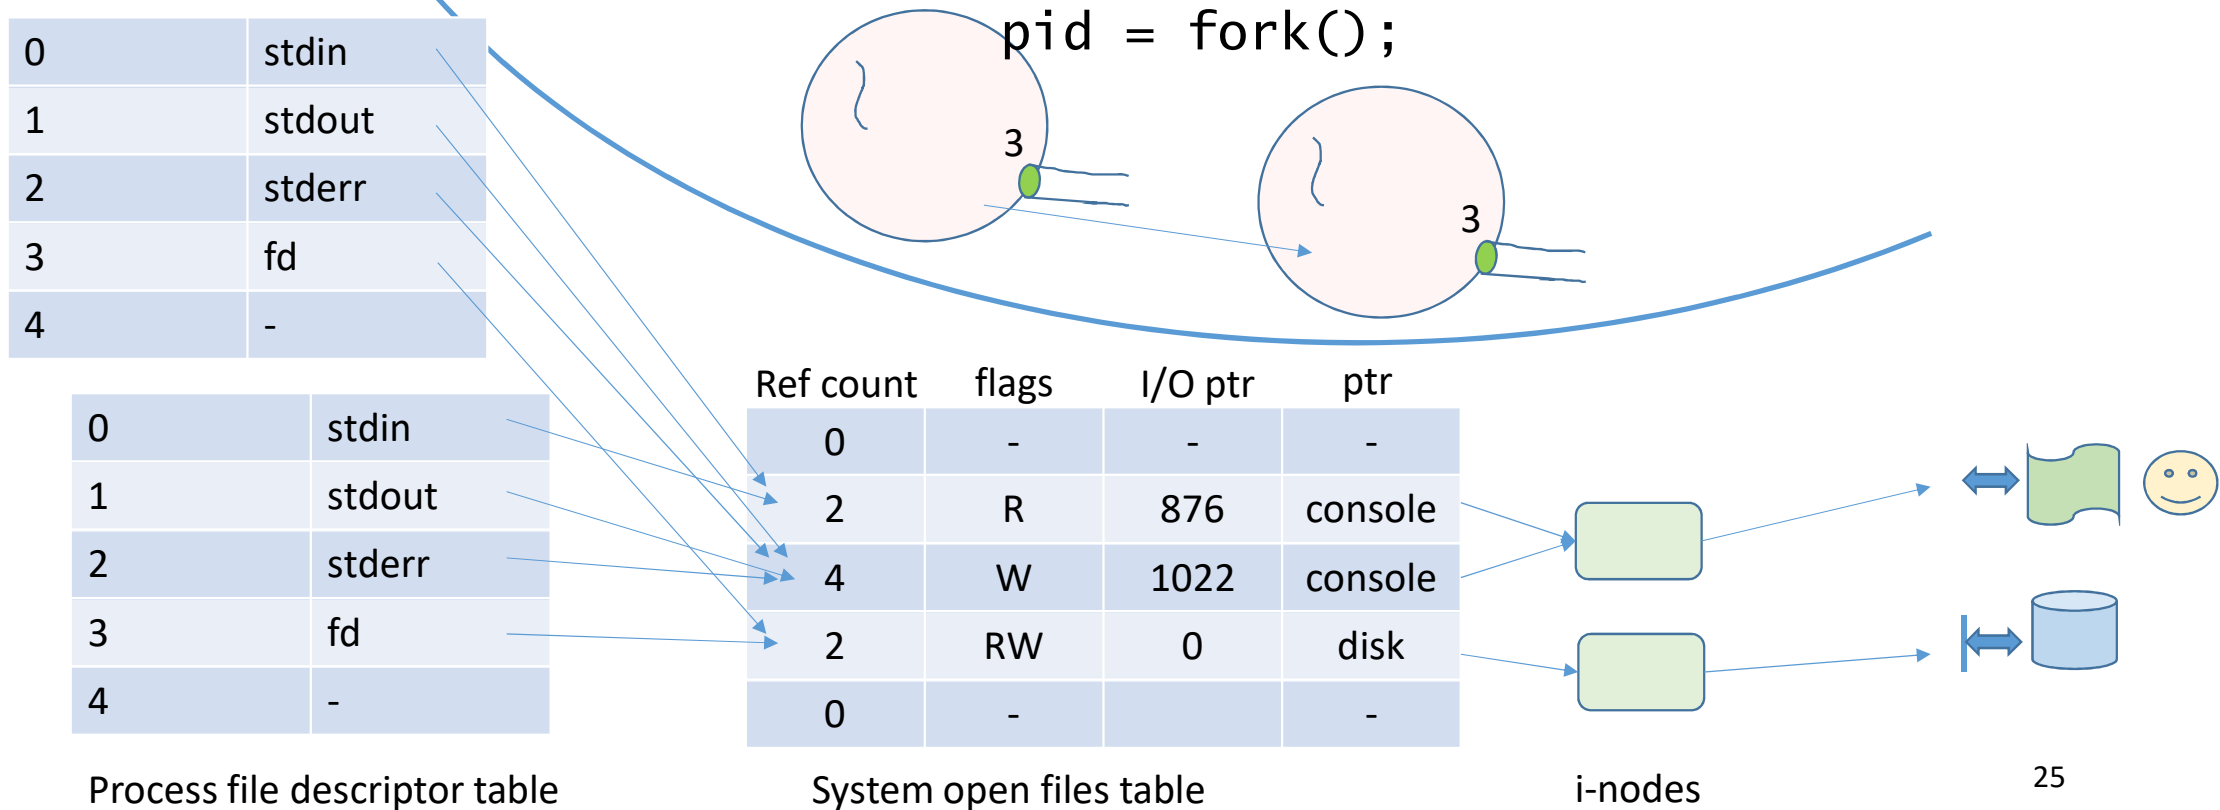 pid = fork();
0 stdin
1 stdout
2 stderr
3 fd
4 -
3
3
0 stdin
1 stdout
2 stderr
3 fd
4 -
Process file descriptor table
Ref count flags I/O ptr ptr
0 - - -
2 R 876 console
4 W 1022 console
2 RW 0 disk
0 - -
System open files table
i-nodes
25